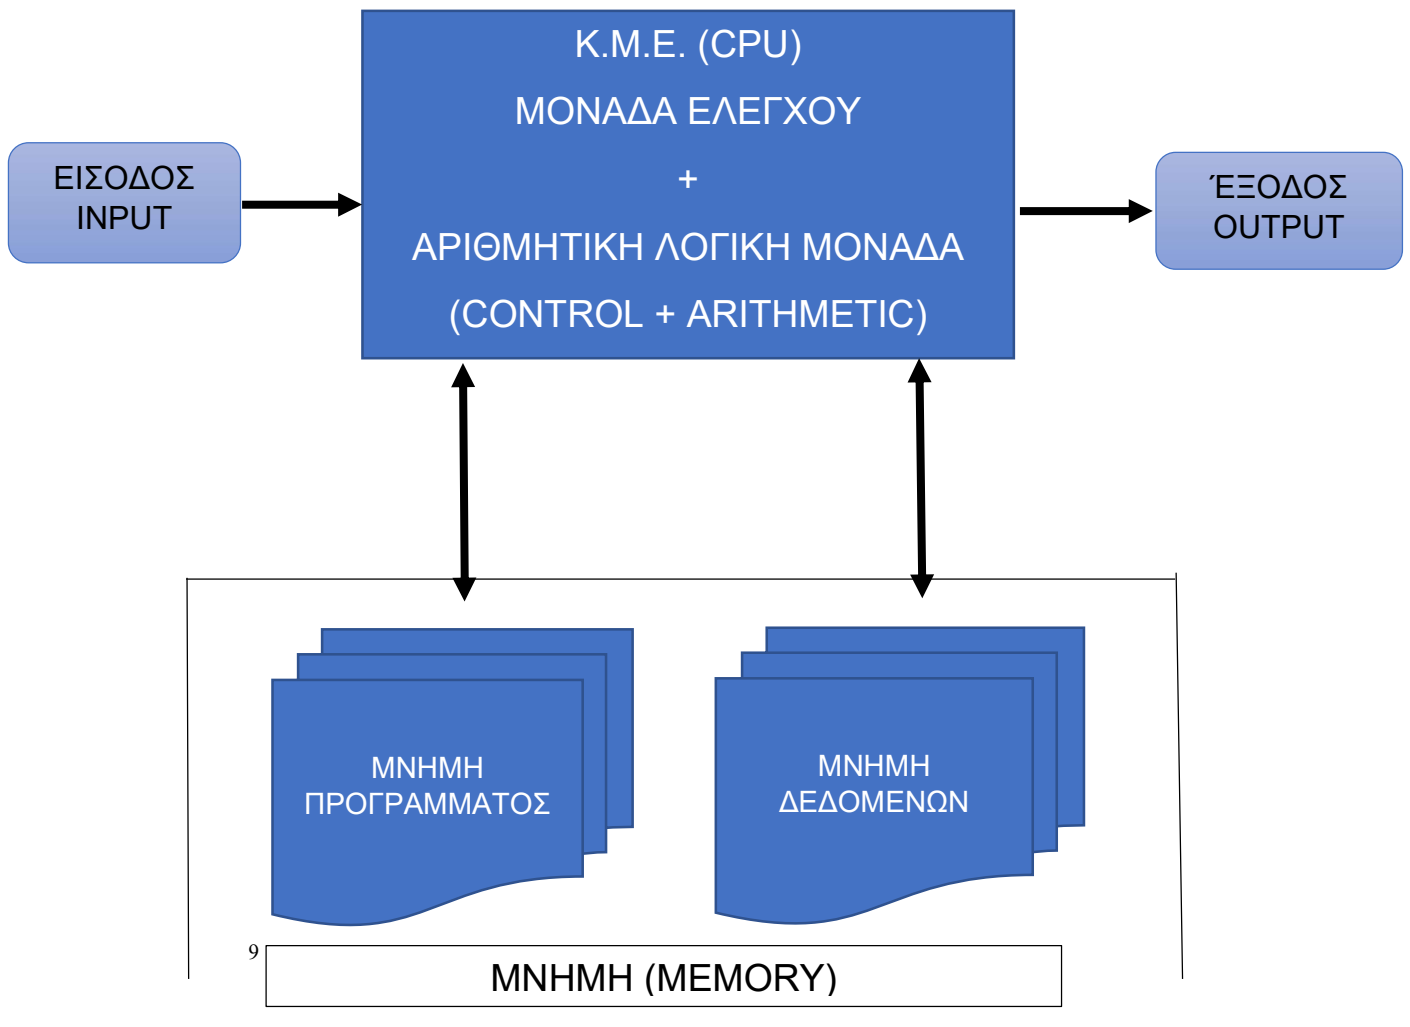 Κ.Μ.Ε. (CPU)
ΜΟΝΑΔΑ ΕΛΕΓΧΟΥ
+
ΑΡΙΘΜΗΤΙΚΗ ΛΟΓΙΚΗ ΜΟΝΑΔΑ
(CONTROL + ARITHMETIC)
ΕΙΣΟΔΟΣ
INPUT
ΈΞΟΔΟΣ
OUTPUT
ΜΝΗΜΗ
ΠΡΟΓΡΑΜΜΑΤΟΣ
ΜΝΗΜΗ
ΔΕΔΟΜΕΝΩΝ
9
ΜΝΗΜΗ (MEMORY)